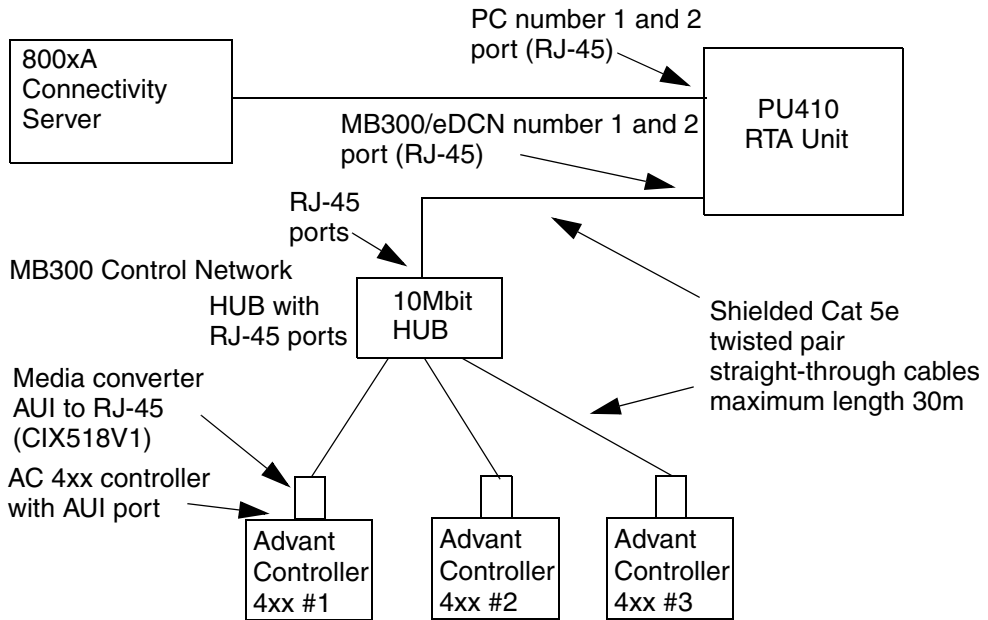 PC number 1 and 2
port (RJ-45)
800xA
Connectivity
Server
PU410
RTA Unit
MB300/eDCN number 1 and 2
port (RJ-45)
RJ-45
ports
MB300 Control Network
HUB with
RJ-45 ports
10Mbit
HUB
Shielded Cat 5e
twisted pair
straight-through cables
maximum length 30m
Media converter
AUI to RJ-45
(CIX518V1)
AC 4xx controller
with AUI port
Advant
Controller
4xx #1
Advant
Controller
4xx #2
Advant
Controller
4xx #3